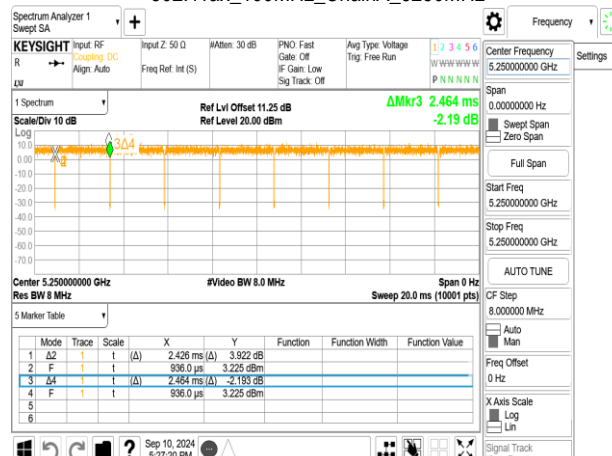 Spectrum Analyzer 1
Swept SA
Frequency
Settings
KEYSIGHT
R
LXI
Input: RF
Coupling: DC
Align: Auto
Input Z: 50 Ω
Freq Ref: Int (S)
#Atten: 30 dB
PNO: Fast
Gate: Off
IF Gain: Low
Sig Track: Off
Avg Type: Voltage
Trig: Free Run
1 2 3 4 5 6
W W W W W W
P N N N N N
1 Spectrum
Scale/Div 10 dB
Ref Lvl Offset 11.25 dB
Ref Level 20.00 dBm
ΔMkr3 2.464 ms
-2.19 dB
Log
10.0
0.00
-10.0
-20.0
-30.0
-40.0
-50.0
-60.0
-70.0
3Δ4
Center 5.250000000 GHz
Res BW 8 MHz
#Video BW 8.0 MHz
Span 0 Hz
Sweep 20.0 ms (10001 pts)
5 Marker Table
Mode Trace Scale X Y Function Function Width Function Value
1 Δ2 1 t (Δ) 2.426 ms (Δ) 3.922 dB
2 F 1 t 936.0 µs 3.225 dBm
3 Δ4 1 t (Δ) 2.464 ms (Δ) -2.193 dB
4 F 1 t 936.0 µs 3.225 dBm
5
6
Sep 10, 2024
5:27:20 PM
Center Frequency
5.250000000 GHz
Span
0.00000000 Hz
Swept Span
Zero Span
Full Span
Start Freq
5.250000000 GHz
Stop Freq
5.250000000 GHz
AUTO TUNE
CF Step
8.000000 MHz
Auto
Man
Freq Offset
0 Hz
X Axis Scale
Log
Lin
Signal Track